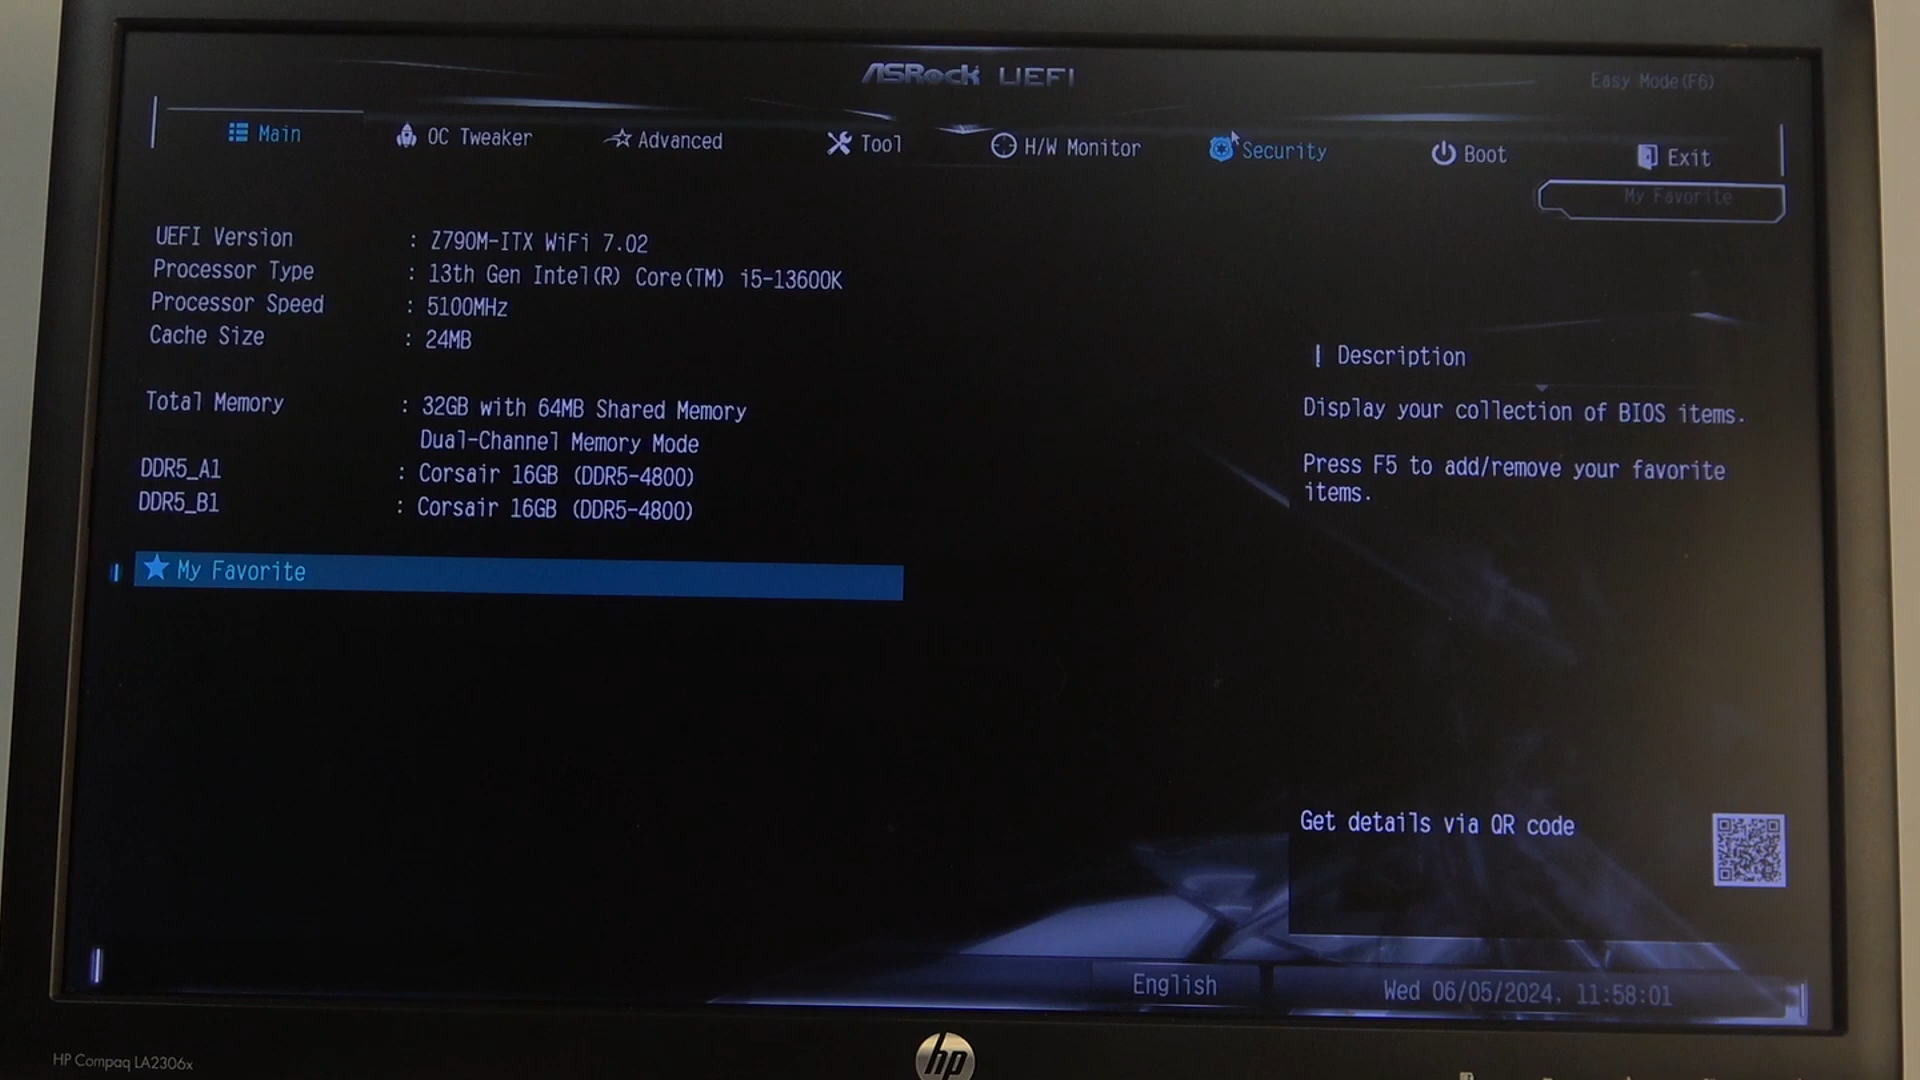 ASRock UEFI
Easy Mode(F6)
Main
OC Tweaker
Advanced
Tool
H/W Monitor
Security
Boot
Exit
My Favorite
UEFI Version : Z790M-ITX WiFi 7.02
Processor Type : 13th Gen Intel(R) Core(TM) i5-13600K
Processor Speed : 5100MHz
Cache Size : 24MB
Total Memory : 32GB with 64MB Shared Memory
Dual-Channel Memory Mode
DDR5_A1 : Corsair 16GB (DDR5-4800)
DDR5_B1 : Corsair 16GB (DDR5-4800)
My Favorite
Description
Display your collection of BIOS items.
Press F5 to add/remove your favorite
items.
Get details via QR code
English
Wed 06/05/2024, 11:58:01
HP Compaq LA2306x
hp